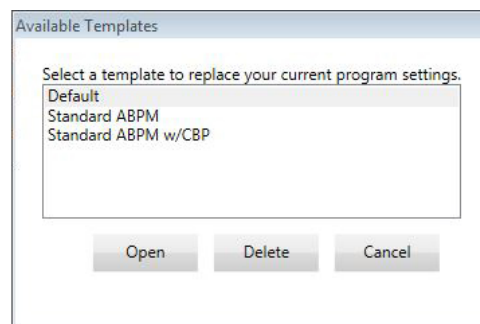 Available Templates
Select a template to replace your current program settings.
Default
Standard ABPM
Standard ABPM w/CBP
Open Delete Cancel